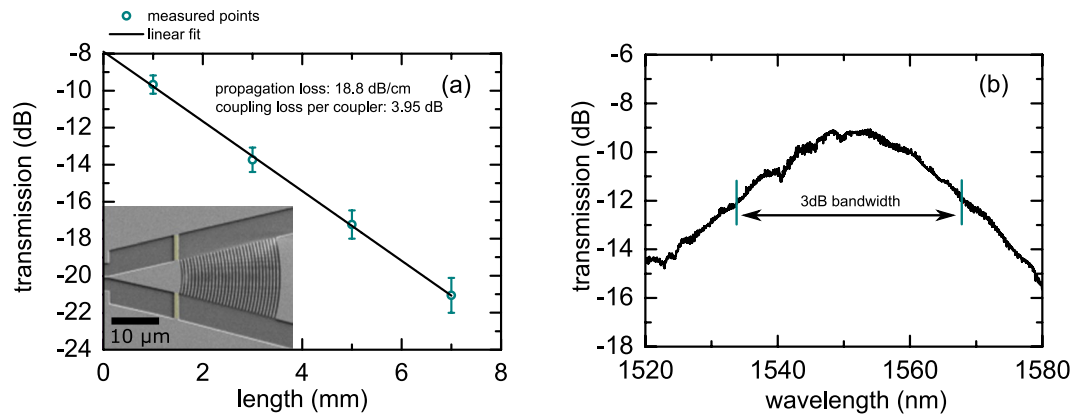 measured points
linear fit
-8
-10
-12
-14
-16
-18
-20
-22
-24
transmission (dB)
propagation loss: 18.8 dB/cm
coupling loss per coupler: 3.95 dB
(a)
10 µm
0
2
4
6
8
length (mm)
-6
-8
-10
-12
-14
-16
-18
transmission (dB)
(b)
3dB bandwidth
1520
1540
1560
1580
wavelength (nm)